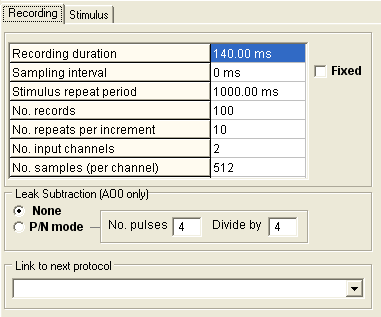 Recording Stimulus
Recording duration 140.00 ms
Sampling interval 0 ms
Fixed
Stimulus repeat period 1000.00 ms
No. records 100
No. repeats per increment 10
No. input channels 2
No. samples (per channel) 512
Leak Subtraction (AO0 only)
None
P/N mode No. pulses 4 Divide by 4
Link to next protocol